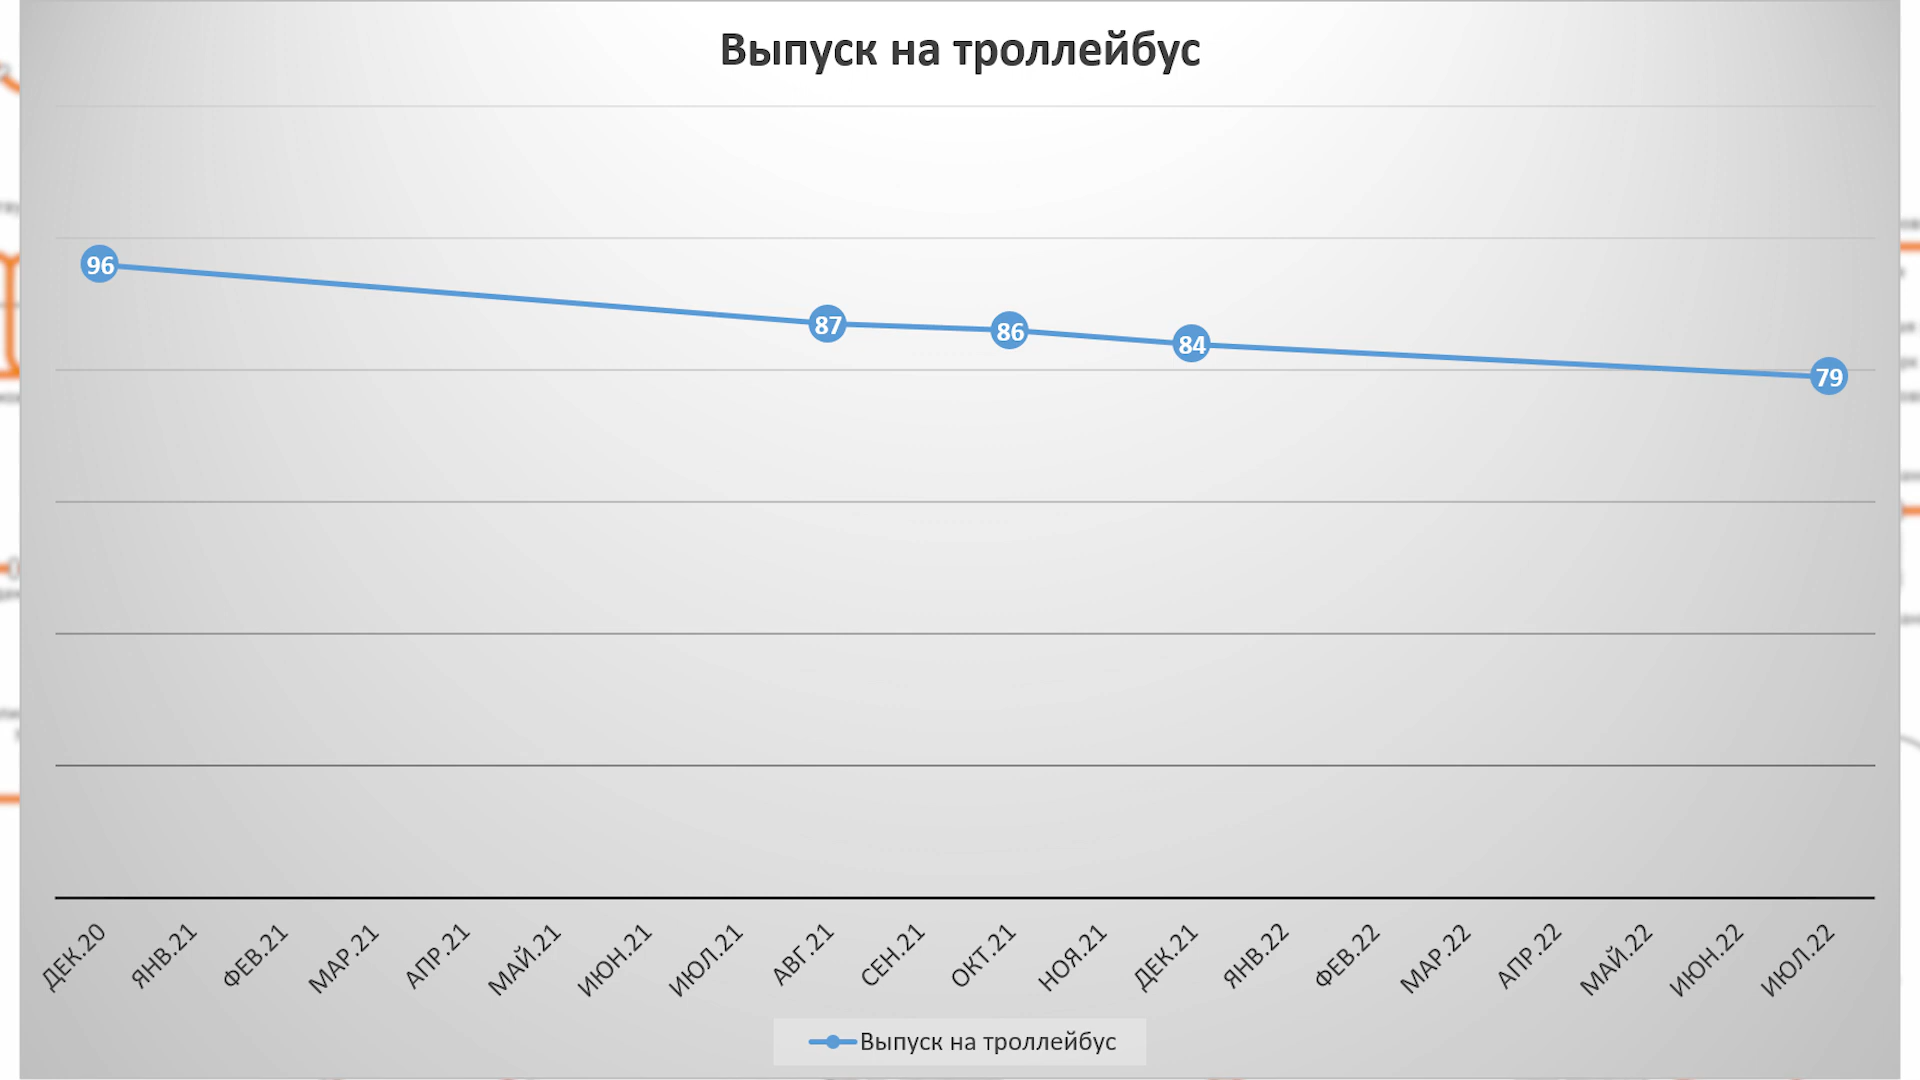 Выпуск на троллейбус
96
87
86
84
79
ДЕК.20
ЯНВ.21
ФЕВ.21
МАР.21
АПР.21
МАЙ.21
ИЮН.21
ИЮЛ.21
АВГ.21
СЕН.21
ОКТ.21
НОЯ.21
ДЕК.21
ЯНВ.22
ФЕВ.22
МАР.22
АПР.22
МАЙ.22
ИЮН.22
ИЮЛ.22
Выпуск на троллейбус